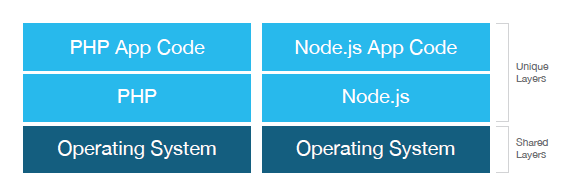 PHP App Code
Node.js App Code
PHP
Node.js
Unique
Layers
Operating System
Operating System
Shared
Layers